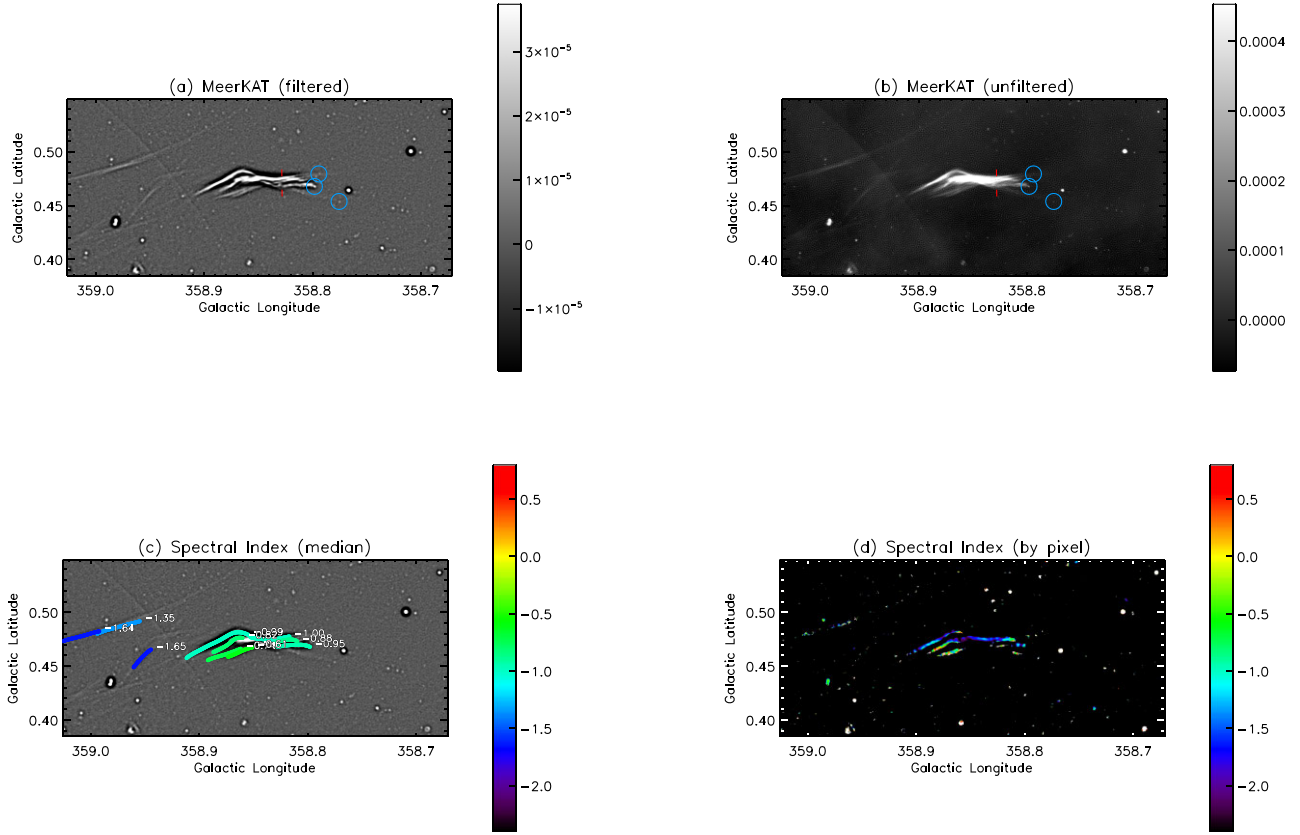 (a) MeerKAT (filtered)
0.50
0.45
0.40
Galactic Latitude
359.0 358.9 358.8 358.7
Galactic Longitude
3×10⁻⁵
2×10⁻⁵
1×10⁻⁵
0
−1×10⁻⁵
(b) MeerKAT (unfiltered)
0.50
0.45
0.40
Galactic Latitude
359.0 358.9 358.8 358.7
Galactic Longitude
0.0004
0.0003
0.0002
0.0001
0.0000
(c) Spectral Index (median)
0.50
0.45
0.40
Galactic Latitude
−1.35
−1.64
−1.65
−1.00
−0.88
−0.95
359.0 358.9 358.8 358.7
Galactic Longitude
0.5
0.0
−0.5
−1.0
−1.5
−2.0
(d) Spectral Index (by pixel)
0.50
0.45
0.40
Galactic Latitude
359.0 358.9 358.8 358.7
Galactic Longitude
0.5
0.0
−0.5
−1.0
−1.5
−2.0